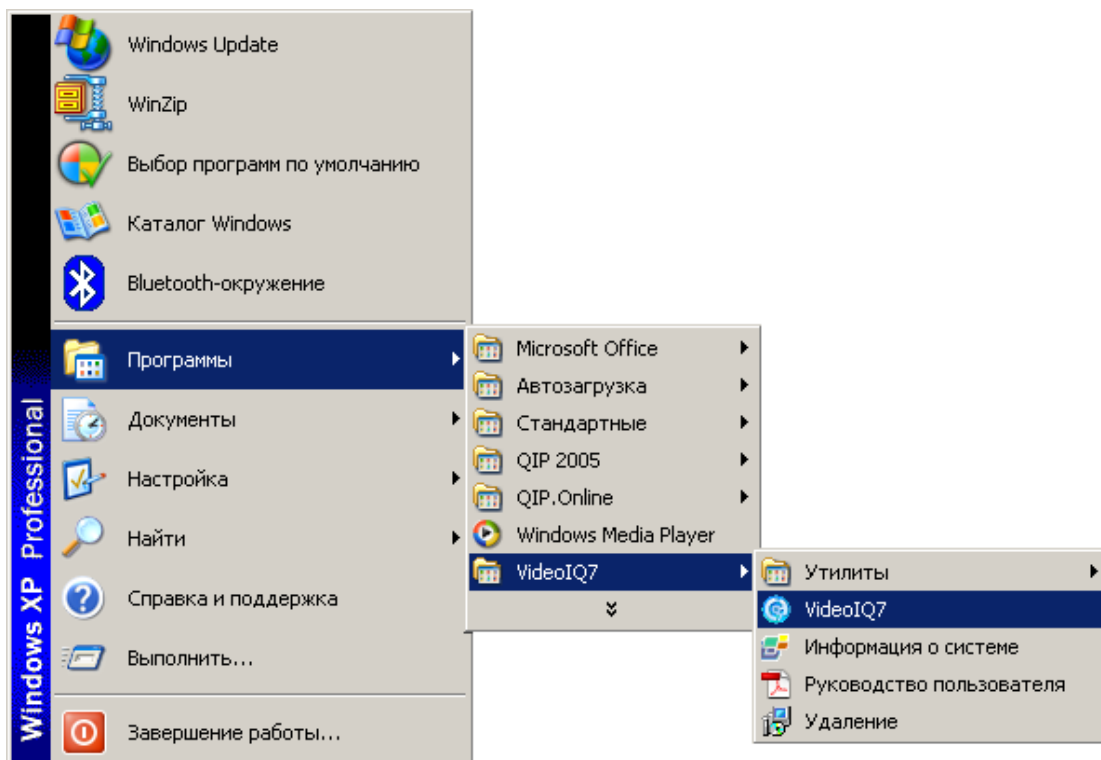 Windows XP Professional
Windows Update
WinZip
Выбор программ по умолчанию
Каталог Windows
Bluetooth-окружение
Программы
Документы
Настройка
Найти
Справка и поддержка
Выполнить...
Завершение работы...
Microsoft Office
Автозагрузка
Стандартные
QIP 2005
QIP.Online
Windows Media Player
VideoIQ7
Утилиты
VideoIQ7
Информация о системе
Руководство пользователя
Удаление